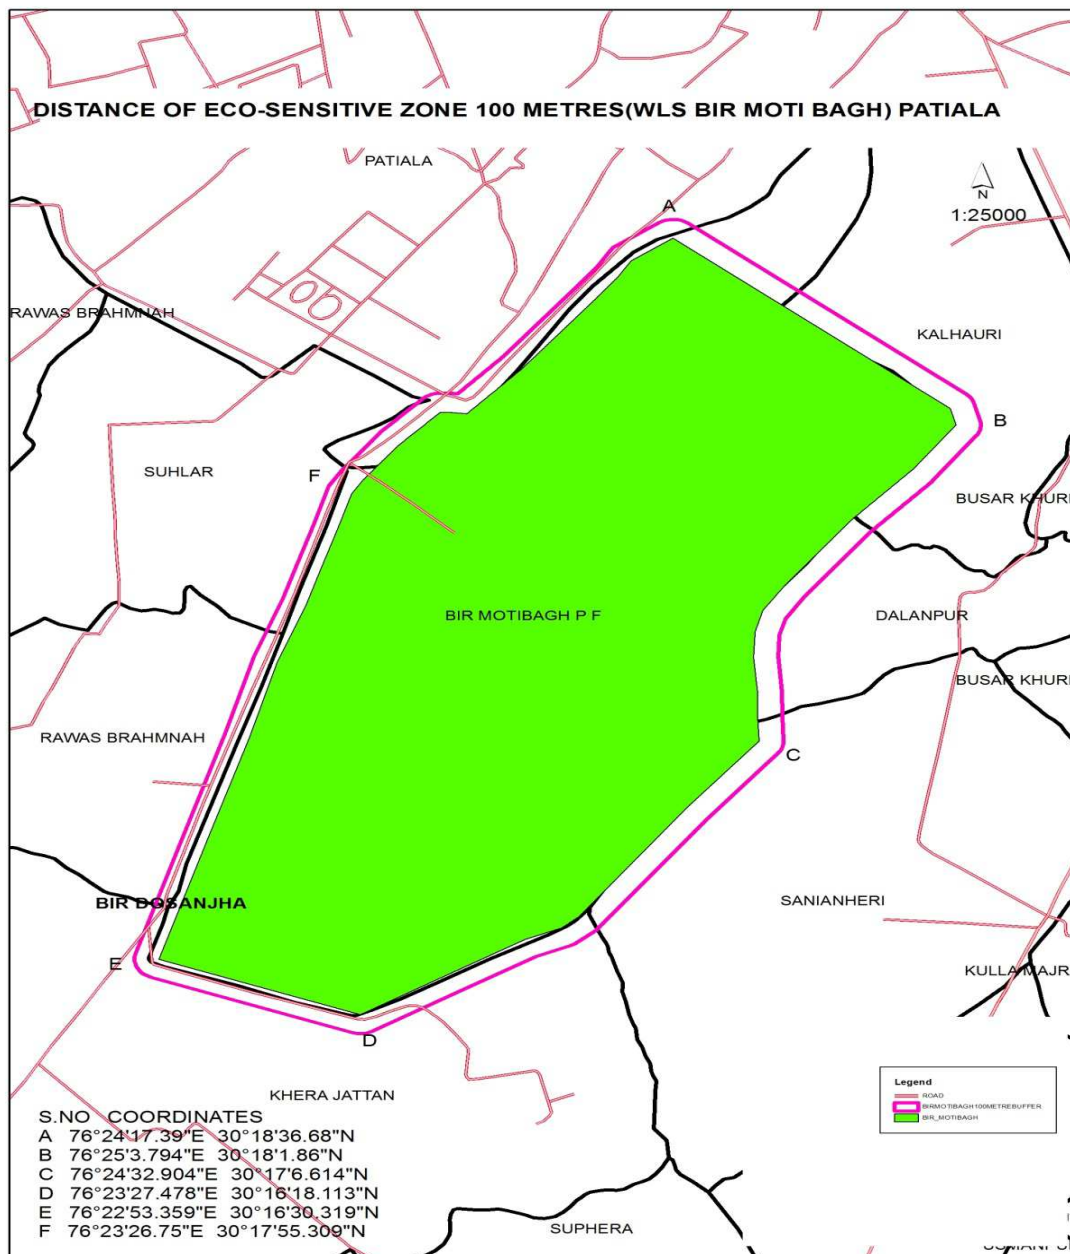 DISTANCE OF ECO-SENSITIVE ZONE 100 METRES(WLS BIR MOTI BAGH) PATIALA
PATIALA
N
1:25000
A
RAWAS BRAHMNAH
KALHAURI
B
SUHLAR
F
BUSAR KHURD
BIR MOTIBAGH P F
DALANPUR
BUSAR KHURD
RAWAS BRAHMNAH
C
BIR DOSANJHA
SANIANHERI
E
KULLA MAJR
D
KHERA JATTAN
Legend
ROAD
BIRMOTIBAGH100METREBUFFER
BIR_MOTIBAGH
S.NO COORDINATES
A 76°24'17.39"E 30°18'36.68"N
B 76°25'3.794"E 30°18'1.86"N
C 76°24'32.904"E 30°17'6.614"N
D 76°23'27.478"E 30°16'18.113"N
E 76°22'53.359"E 30°16'30.319"N
F 76°23'26.75"E 30°17'55.309"N
SUPHERA